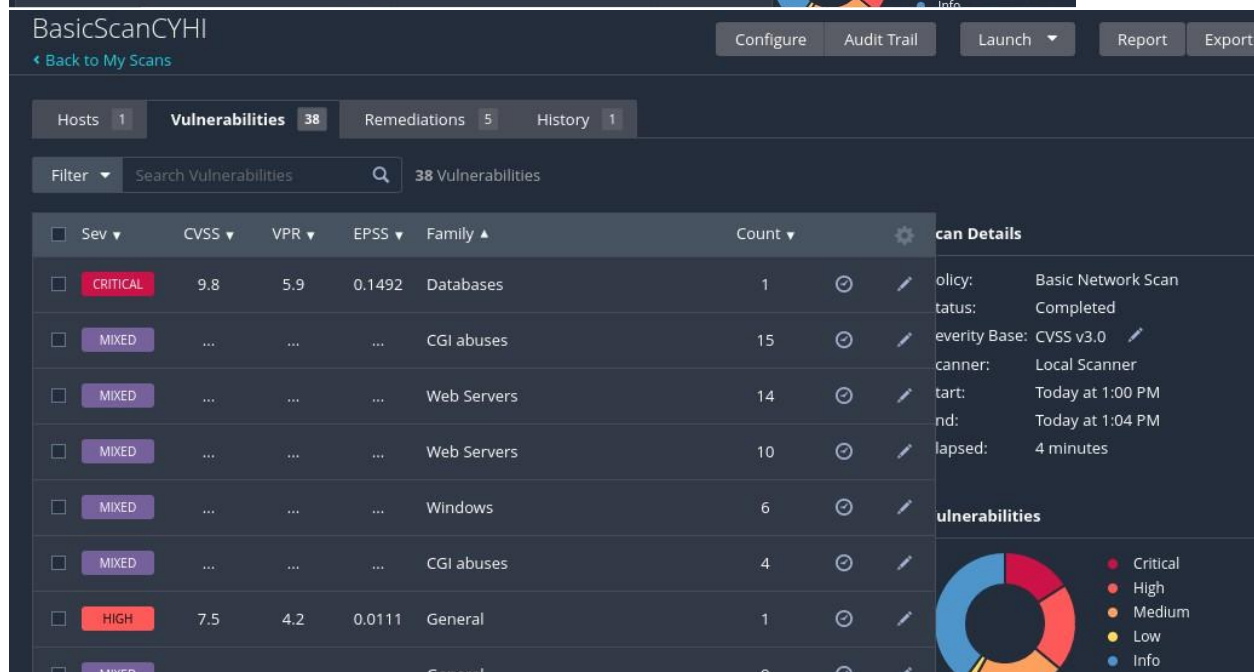 Info
BasicScanCYHI
Configure Audit Trail Launch Report Export
Back to My Scans
Hosts 1 Vulnerabilities 38 Remediations 5 History 1
Filter Search Vulnerabilities 38 Vulnerabilities
Sev CVSS VPR EPSS Family Count can Details
CRITICAL 9.8 5.9 0.1492 Databases 1 olicy: Basic Network Scan
tatus: Completed
MIXED ... ... ... CGI abuses 15 everity Base: CVSS v3.0
canner: Local Scanner
MIXED ... ... ... Web Servers 14 tart: Today at 1:00 PM
nd: Today at 1:04 PM
MIXED ... ... ... Web Servers 10 lapsed: 4 minutes
MIXED ... ... ... Windows 6 ulnerabilities
MIXED ... ... ... CGI abuses 4 Critical
High
HIGH 7.5 4.2 0.0111 General 1 Medium
Low
Info
MIXED General